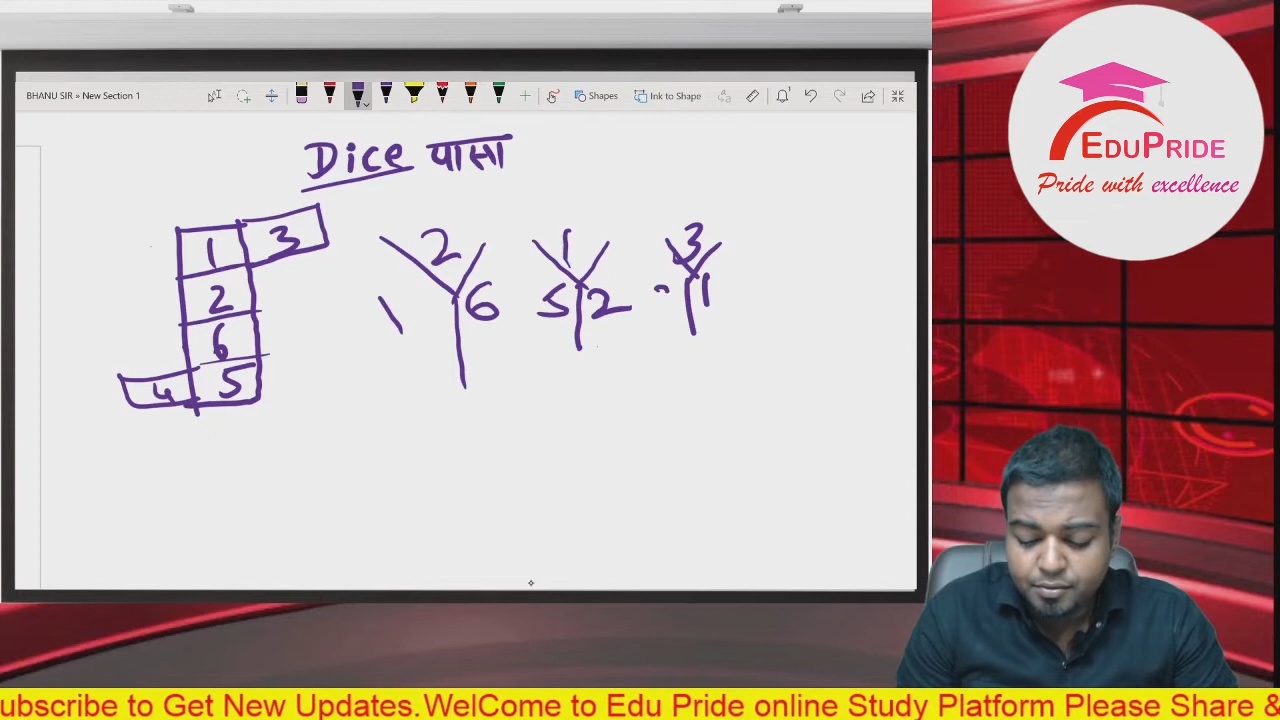 BHANU SIR » New Section 1
Shapes
Ink to Shape
EDUPRIDE
Pride with excellence
Dice पासा
1 3
2
6
4 5
2
1 6
1
5 2
3
1
ubscribe to Get New Updates.WelCome to Edu Pride online Study Platform Please Share &